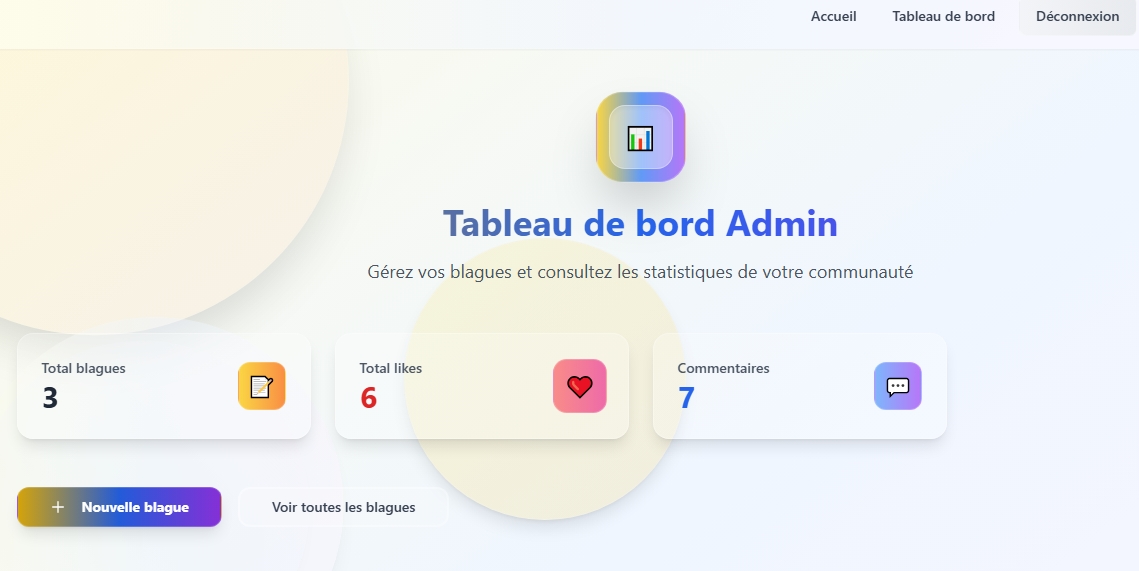 Accueil Tableau de bord Déconnexion
Tableau de bord Admin
Gérez vos blagues et consultez les statistiques de votre communauté
Total blagues
3
Total likes
6
Commentaires
7
+ Nouvelle blague
Voir toutes les blagues